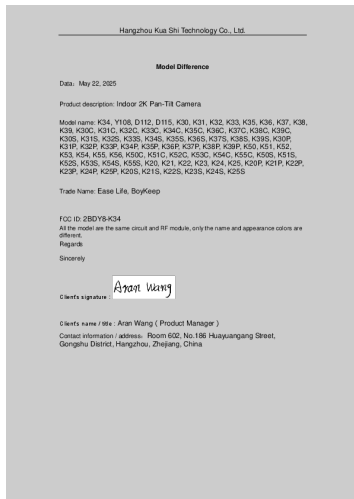 Hangzhou Kua Shi Technology Co., Ltd.
Model Difference
Data: May 22, 2025
Product description: Indoor 2K Pan-Tilt Camera
Model name: K34, Y108, D112, D115, K30, K31, K32, K33, K35, K36, K37, K38,
K39, K30C, K31C, K32C, K33C, K34C, K35C, K36C, K37C, K38C, K39C,
K30S, K31S, K32S, K33S, K34S, K35S, K36S, K37S, K38S, K39S, K30P,
K31P, K32P, K33P, K34P, K35P, K36P, K37P, K38P, K39P, K50, K51, K52,
K53, K54, K55, K56, K50C, K51C, K52C, K53C, K54C, K55C, K50S, K51S,
K52S, K53S, K54S, K55S, K20, K21, K22, K23, K24, K25, K20P, K21P, K22P,
K23P, K24P, K25P, K20S, K21S, K22S, K23S, K24S, K25S
Trade Name: Ease Life, BoyKeep
FCC ID: 2BDY8-K34
All the model are the same circuit and RF module, only the name and appearance colors are
different.
Regards
Sincerely
Client's signature : Aran Wang
Client's name / title : Aran Wang ( Product Manager )
Contact information / address: Room 602, No.186 Huayuangang Street,
Gongshu District, Hangzhou, Zhejiang, China